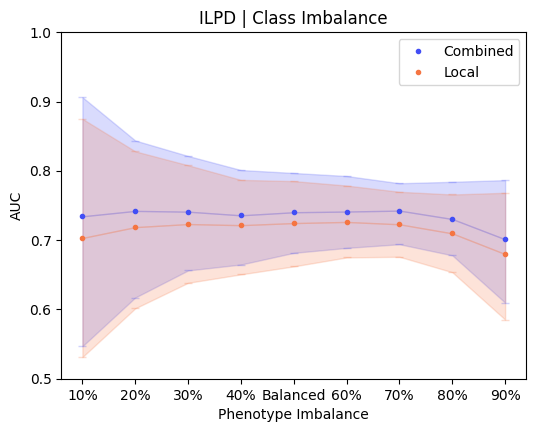 ILPD | Class Imbalance
Combined
Local
AUC
1.0
0.9
0.8
0.7
0.6
0.5
10% 20% 30% 40% Balanced 60% 70% 80% 90%
Phenotype Imbalance